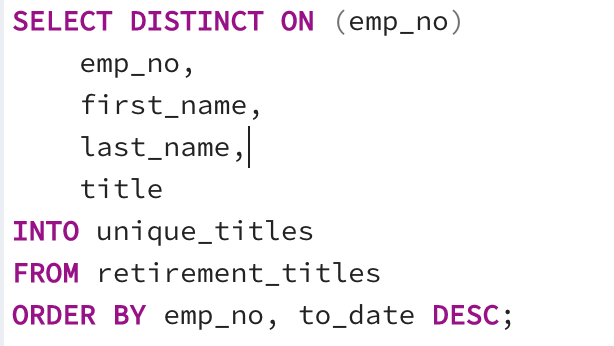 SELECT DISTINCT ON (emp_no)
    emp_no,
    first_name,
    last_name,
    title
INTO unique_titles
FROM retirement_titles
ORDER BY emp_no, to_date DESC;